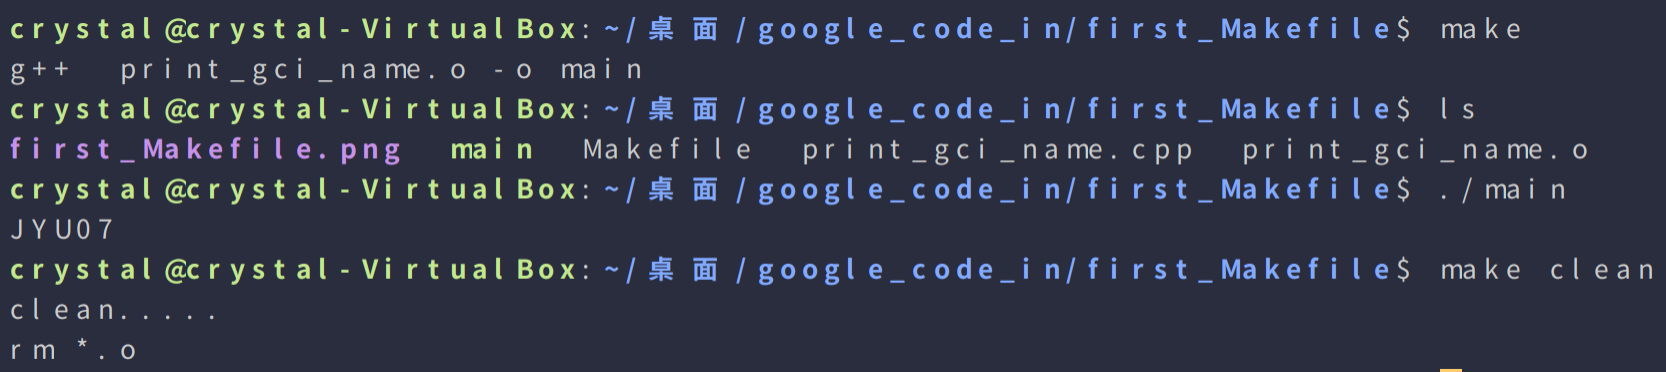 crystal@crystal-VirtualBox:~/桌面/google_code_in/first_Makefile$ make
g++  print_gci_name.o -o main
crystal@crystal-VirtualBox:~/桌面/google_code_in/first_Makefile$ ls
first_Makefile.png  main  Makefile  print_gci_name.cpp  print_gci_name.o
crystal@crystal-VirtualBox:~/桌面/google_code_in/first_Makefile$ ./main
JYU07
crystal@crystal-VirtualBox:~/桌面/google_code_in/first_Makefile$ make clean
clean.....
rm *.o